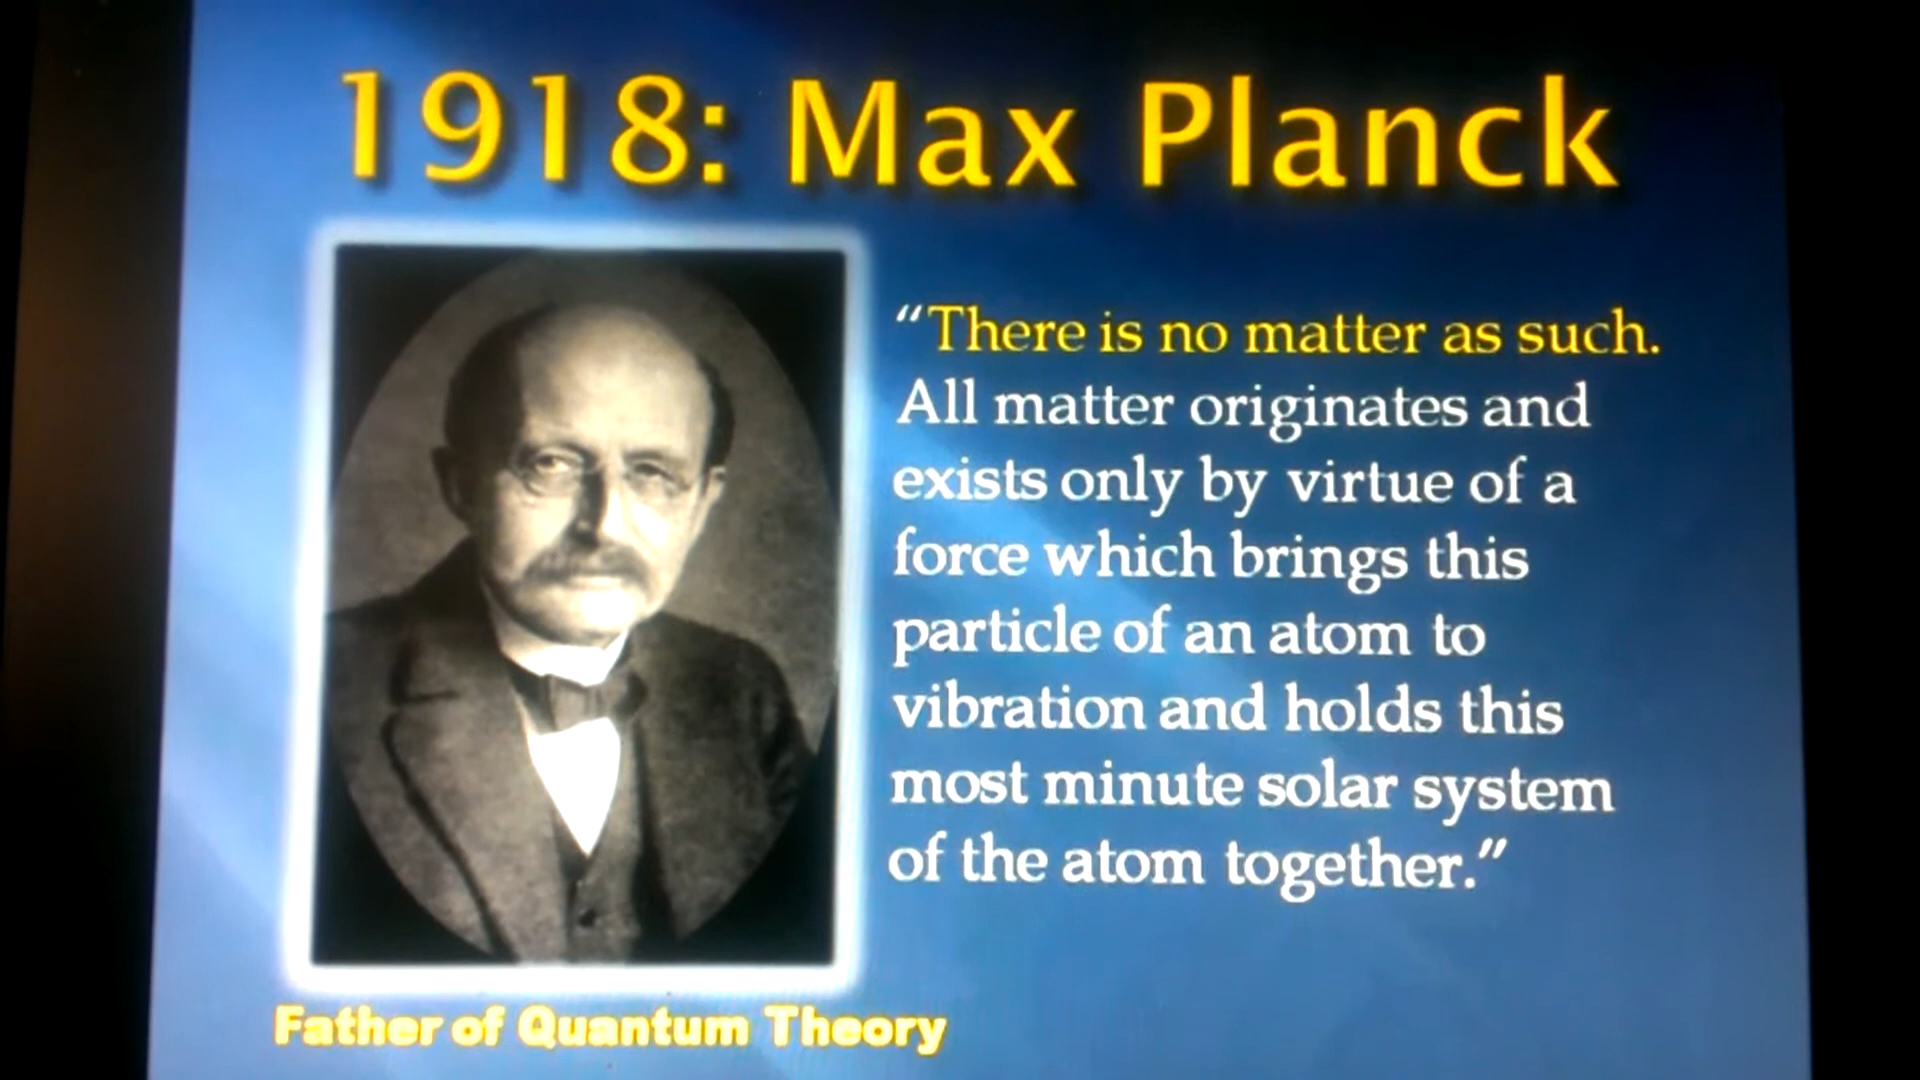 1918: Max Planck
“There is no matter as such.
All matter originates and
exists only by virtue of a
force which brings this
particle of an atom to
vibration and holds this
most minute solar system
of the atom together.”
Father of Quantum Theory